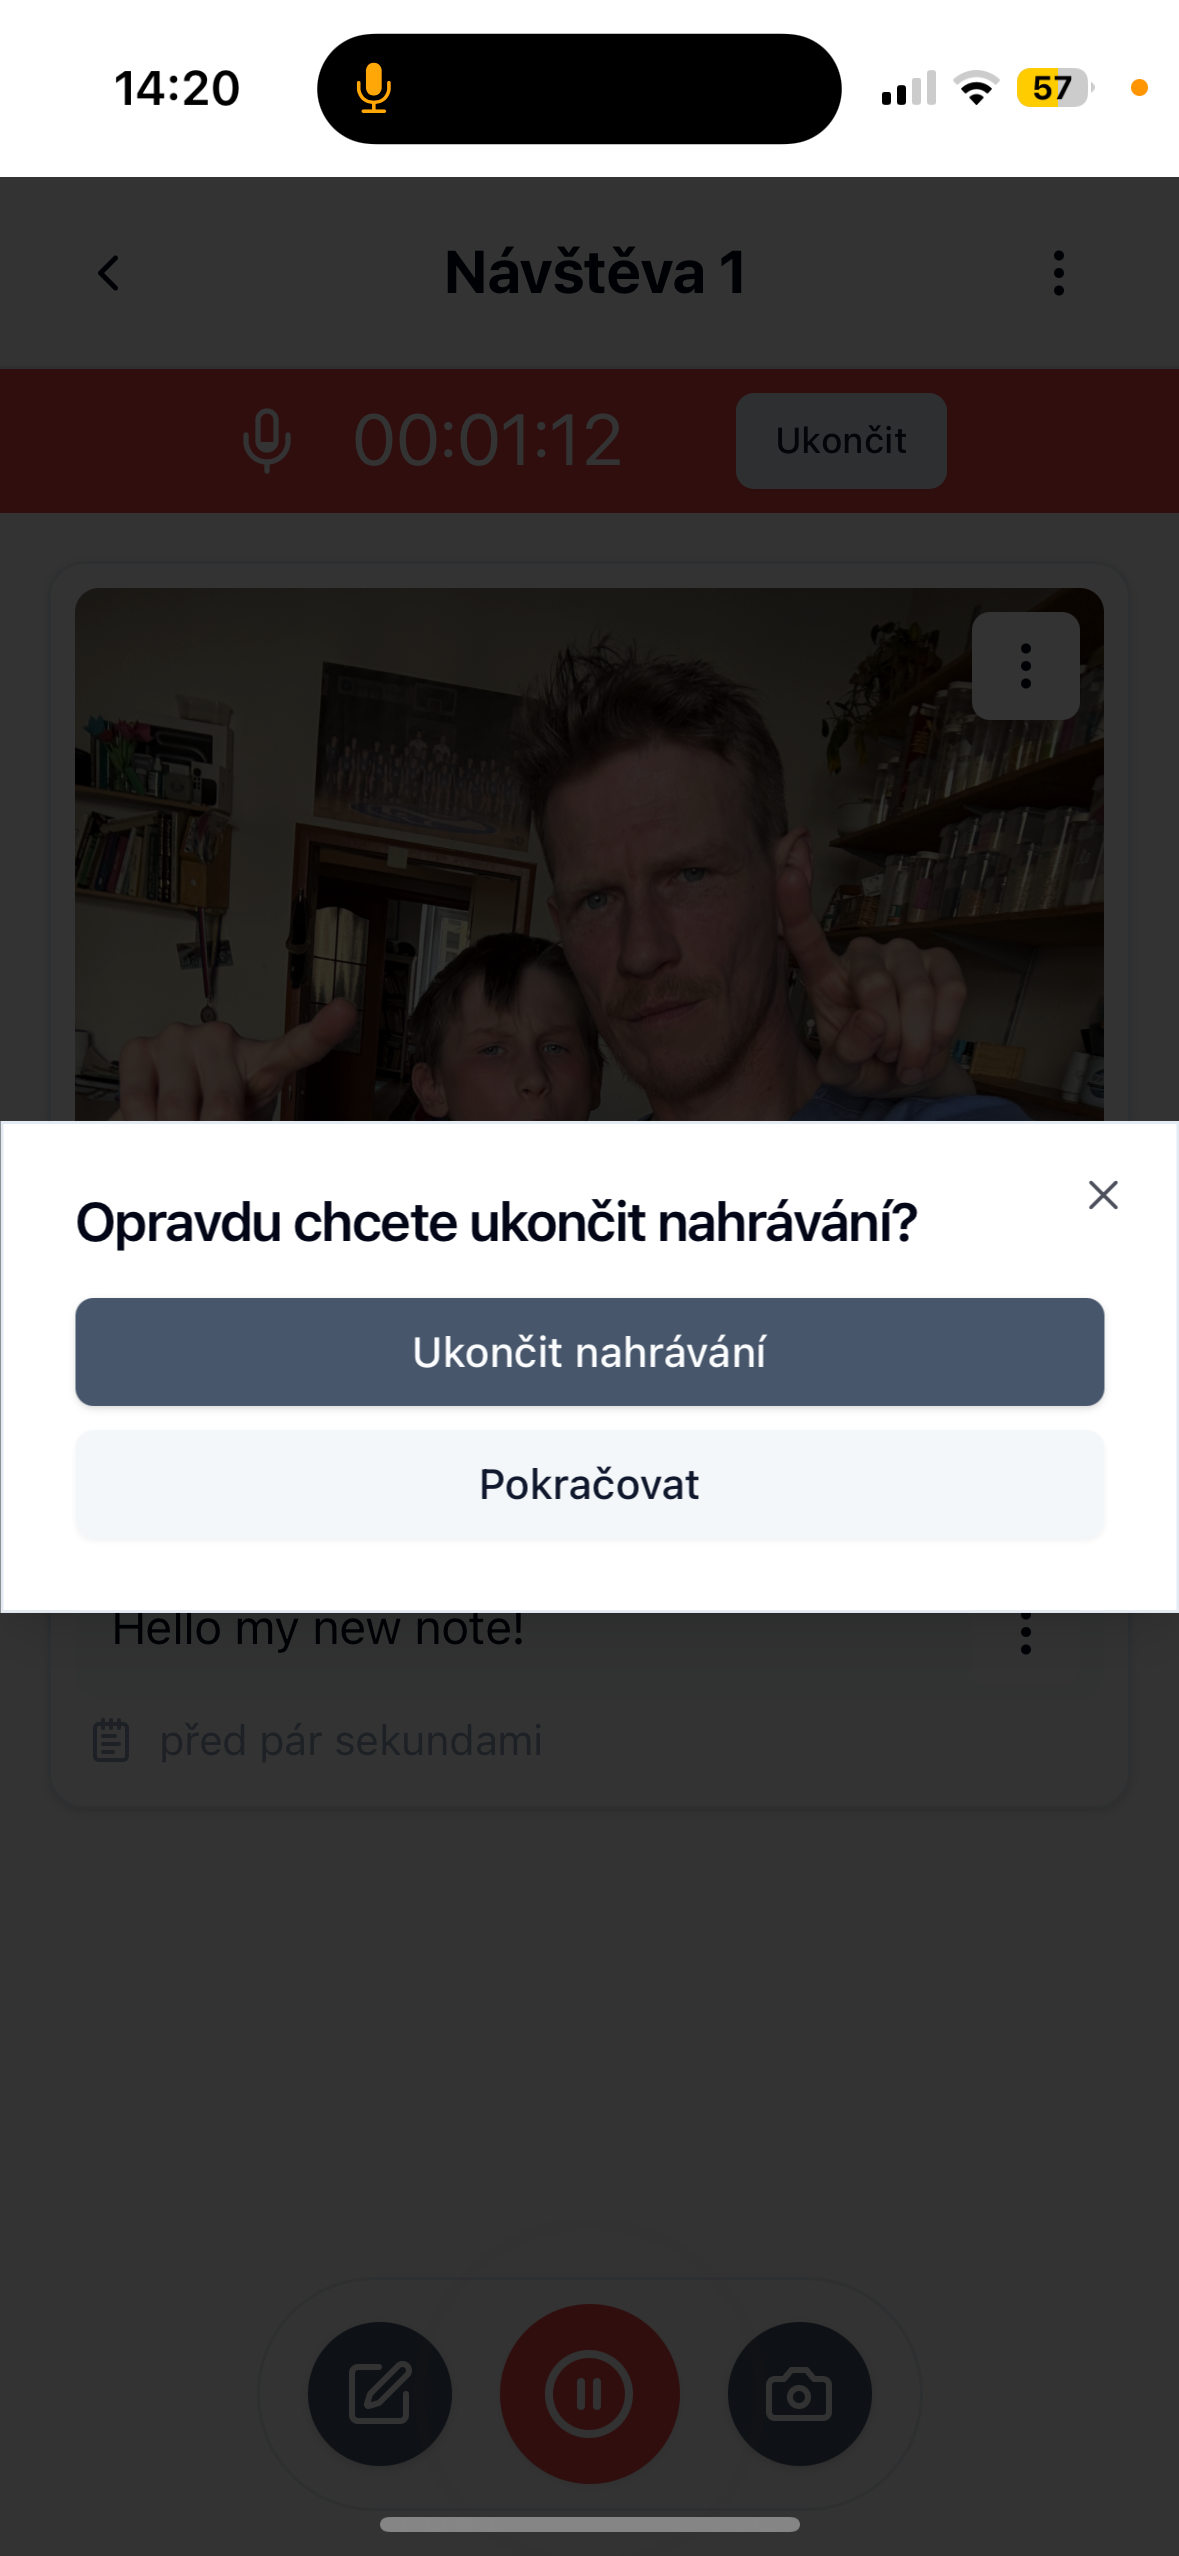 14:20
57
Návštěva 1
00:01:12
Ukončit
Opravdu chcete ukončit nahrávání?
Ukončit nahrávání
Pokračovat
Hello my new note!
před pár sekundami